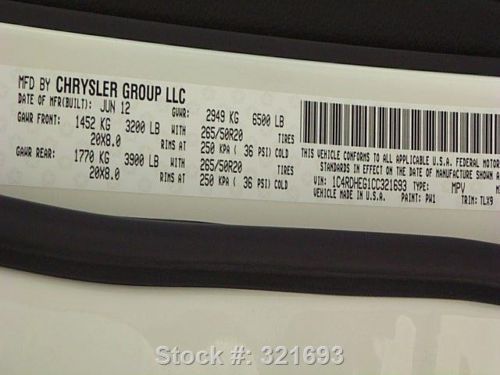 MFD BY CHRYSLER GROUP LLC
DATE OF MFR(BUILT): JUN 12 GVWR: 2949 KG 6500 LB
GAWR FRONT: 1452 KG 3200 LB WITH 265/50R20 TIRES
20X8.0 RIMS AT 250 KPA ( 36 PSI) COLD
GAWR REAR: 1770 KG 3900 LB WITH 265/50R20 TIRES
20X8.0 RIMS AT 250 KPA ( 36 PSI) COLD
THIS VEHICLE CONFORMS TO ALL APPLICABLE U.S.A. FEDERAL MOTOR
STANDARDS IN EFFECT ON THE DATE OF MANUFACTURE SHOWN A
VIN: 1C4RDHEG1CC321693 TYPE: MPV
VEHICLE MADE IN U.S.A. PAINT: PW1 TRIM: TLX9
Stock #: 321693